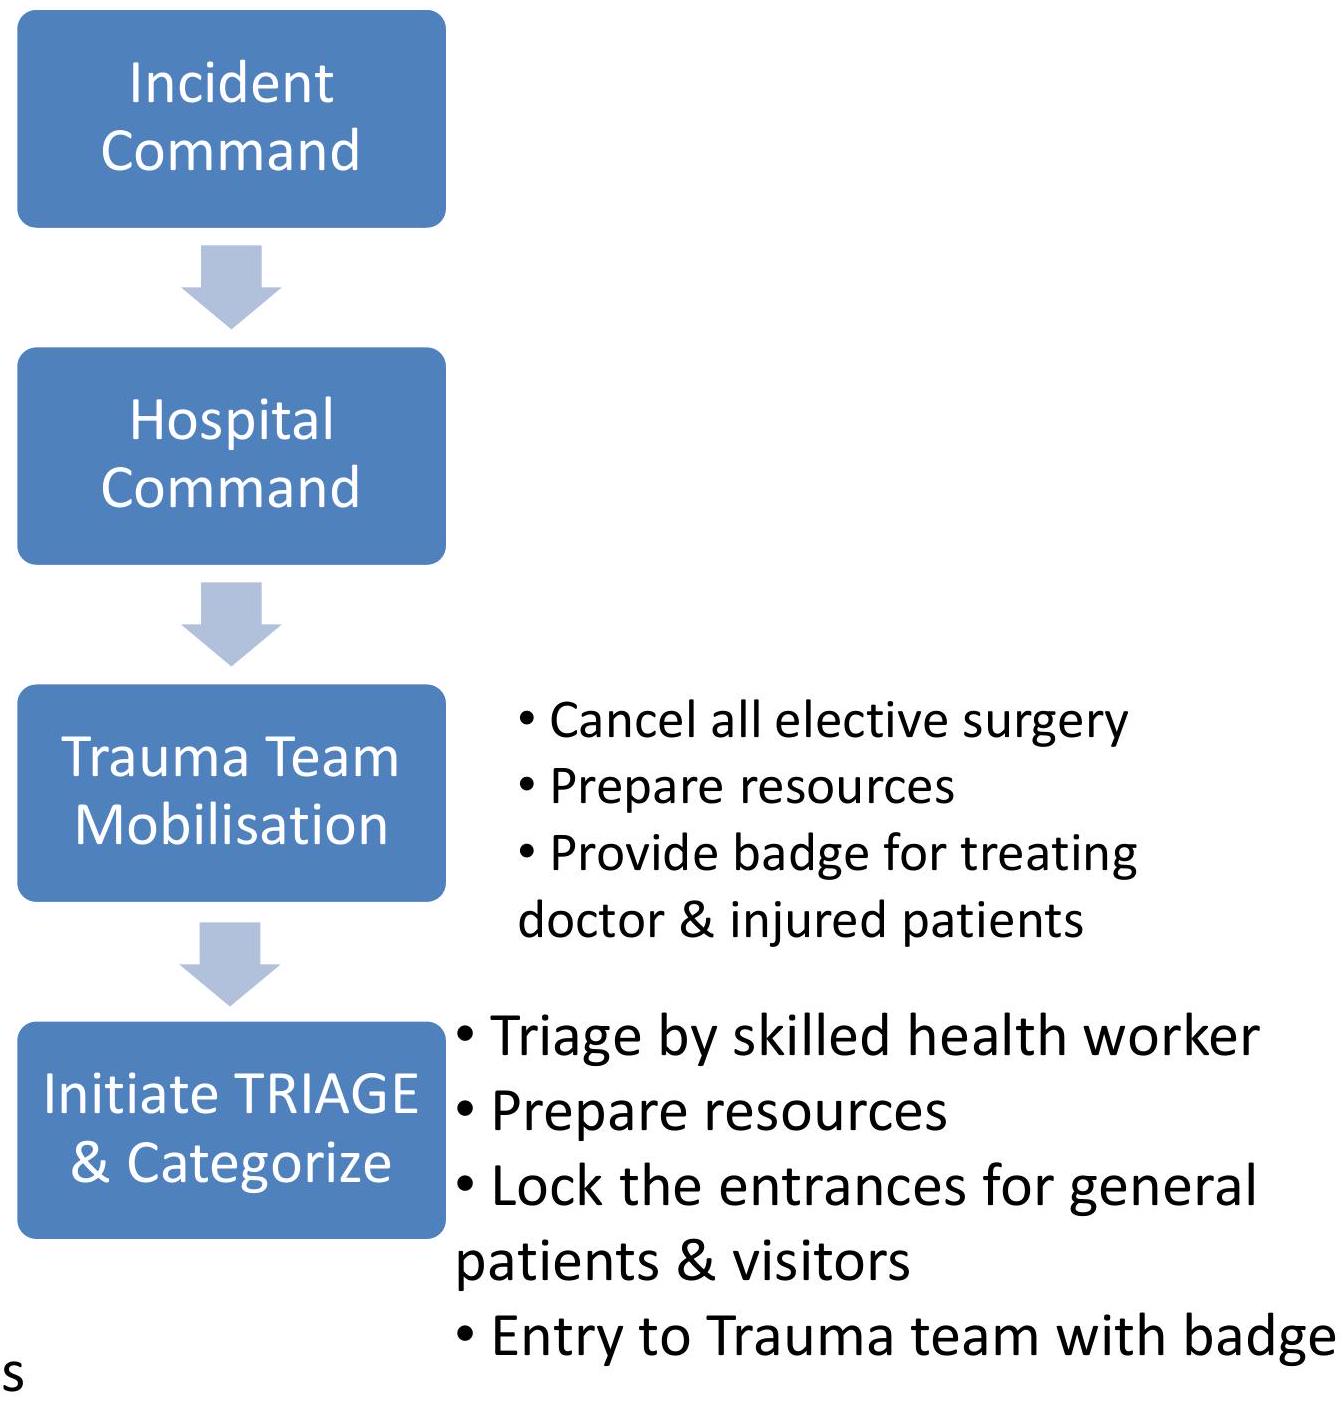 Incident
Command
Hospital
Command
Trauma Team
Mobilisation
• Cancel all elective surgery
• Prepare resources
• Provide badge for treating
doctor & injured patients
Initiate TRIAGE
& Categorize
• Triage by skilled health worker
• Prepare resources
• Lock the entrances for general
patients & visitors
• Entry to Trauma team with badge
s